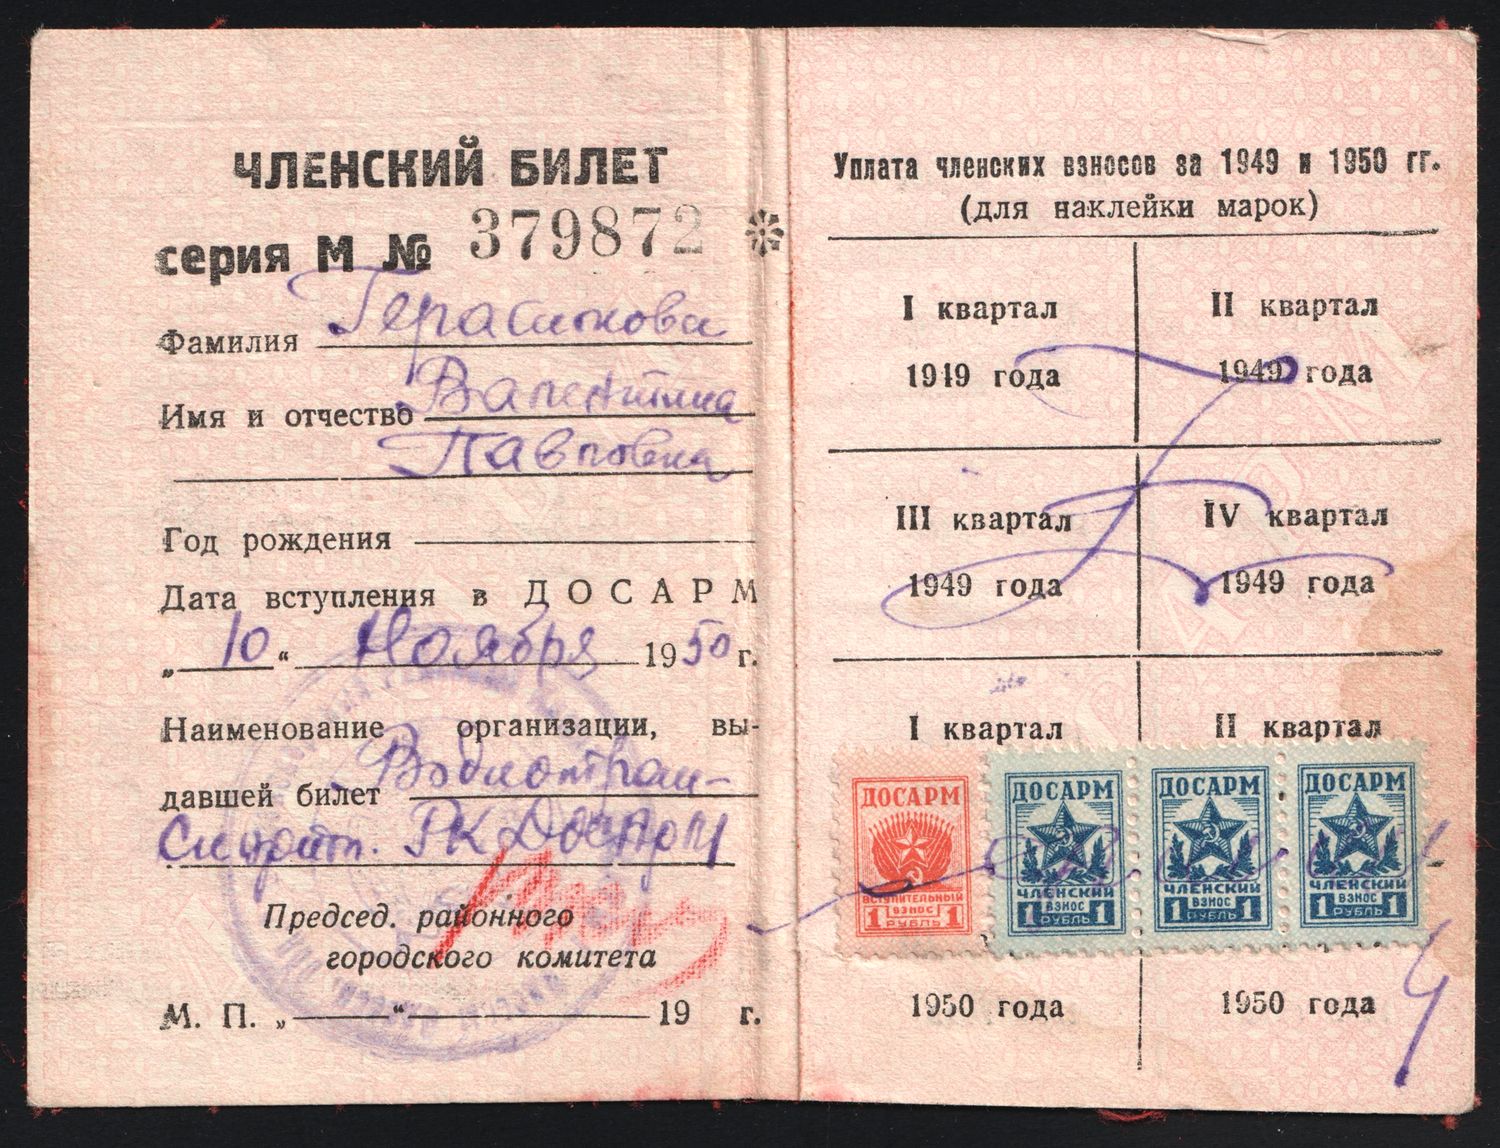 ЧЛЕНСКИЙ БИЛЕТ
серия М № 379872
Фамилия Герасимова
Имя и отчество Валентина
Павловна
Год рождения
Дата вступления в ДОСАРМ
„ 10 “ Ноября 1950 г.
Наименование организации, вы-
давшей билет
РК Досарм
Председ. районного
городского комитета
М. П. „ “ 19 г.
Уплата членских взносов за 1949 и 1950 гг.
(для наклейки марок)
I квартал
1949 года
II квартал
1949 года
III квартал
1949 года
IV квартал
1949 года
I квартал
II квартал
ДОСАРМ
ВСТУПИТЕЛЬНЫЙ
ВЗНОС
1 РУБЛЬ 1
ДОСАРМ
ЧЛЕНСКИЙ
ВЗНОС
1 РУБЛЬ 1
ДОСАРМ
ЧЛЕНСКИЙ
ВЗНОС
1 РУБЛЬ 1
ДОСАРМ
ЧЛЕНСКИЙ
ВЗНОС
1 РУБЛЬ 1
1950 года
1950 года